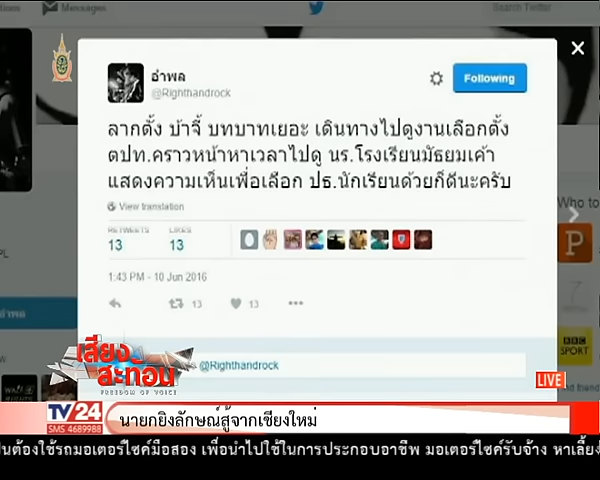 Messages
Search Twitter
อำพล
@Righthandrock
Following
ลากตั้ง บ้าจี้ บทบาทเยอะ เดินทางไปดูงานเลือกตั้ง
ตปท.คราวหน้าหาเวลาไปดู นร.โรงเรียนมัธยมเค้า
แสดงความเห็นเพื่อเลือก ปธ.นักเรียนด้วยก็ดีนะครับ
View translation
RETWEETS LIKES
13 13
Who to
1:43 PM - 10 Jun 2016
13 13
อำพล
BBC
SPORT
@Righthandrock
เสียง
สะท้อน
FREEDOM OF VOICE
LIVE
TV24
SMS 4689988
นายกยิงลักษณ์สู้จากเชียงใหม่
ป็นต้องใช้รถมอเตอร์ไซค์มือสอง เพื่อนำไปใช้ในการประกอบอาชีพ มอเตอร์ไซค์รับจ้าง หาเลี้ยง